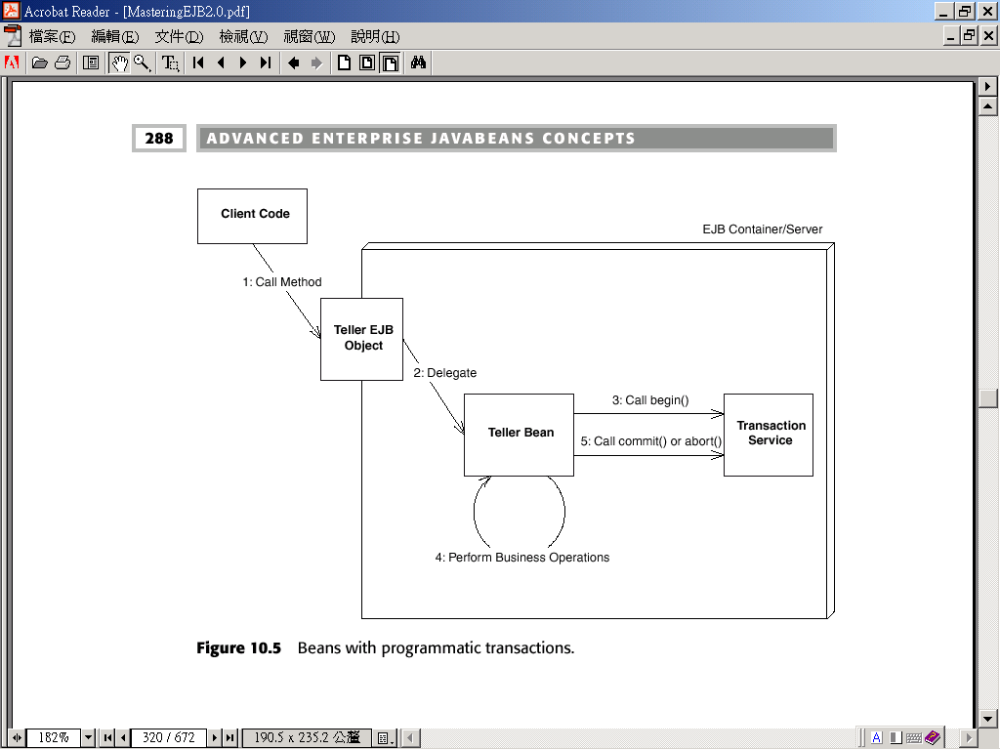 Acrobat Reader - [MasteringEJB2.0.pdf]
檔案(F) 編輯(E) 文件(D) 檢視(V) 視窗(W) 說明(H)
288
ADVANCED ENTERPRISE JAVABEANS CONCEPTS
Client Code
EJB Container/Server
1: Call Method
Teller EJB
Object
2: Delegate
Teller Bean
3: Call begin()
5: Call commit() or abort()
Transaction
Service
4: Perform Business Operations
Figure 10.5 Beans with programmatic transactions.
182%
320 / 672
190.5 x 235.2 公釐
A